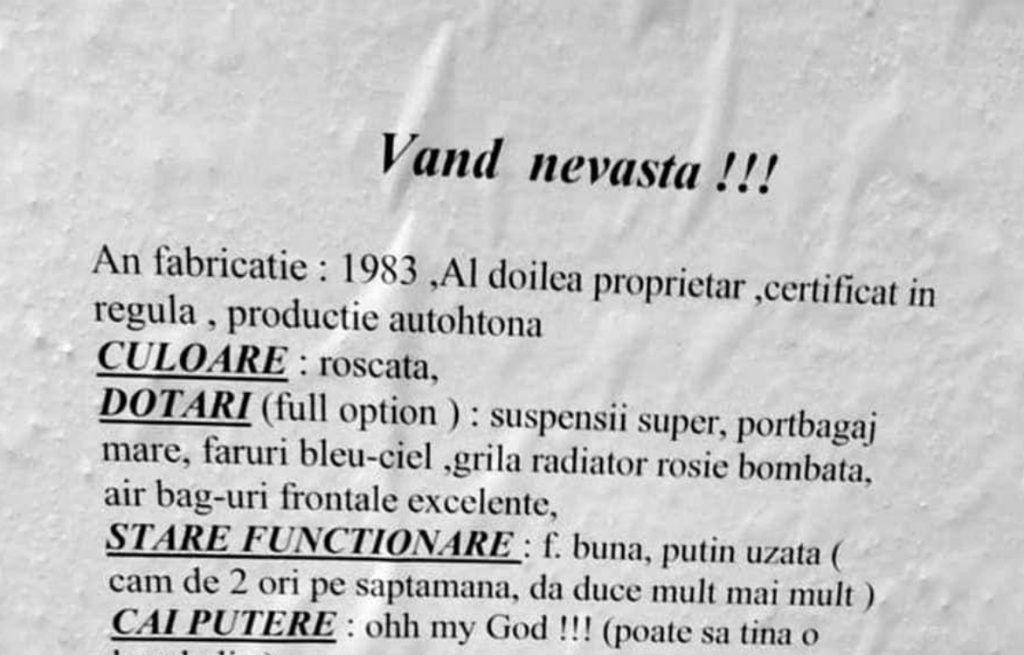 Vand nevasta !!!
An fabricatie : 1983 ,Al doilea proprietar ,certificat in
regula , productie autohtona
CULOARE : roscata,
DOTARI (full option ) : suspensii super, portbagaj
mare, faruri bleu-ciel ,grila radiator rosie bombata,
air bag-uri frontale excelente,
STARE FUNCTIONARE : f. buna, putin uzata (
cam de 2 ori pe saptamana, da duce mult mai mult )
CAI PUTERE : ohh my God !!! (poate sa tina o